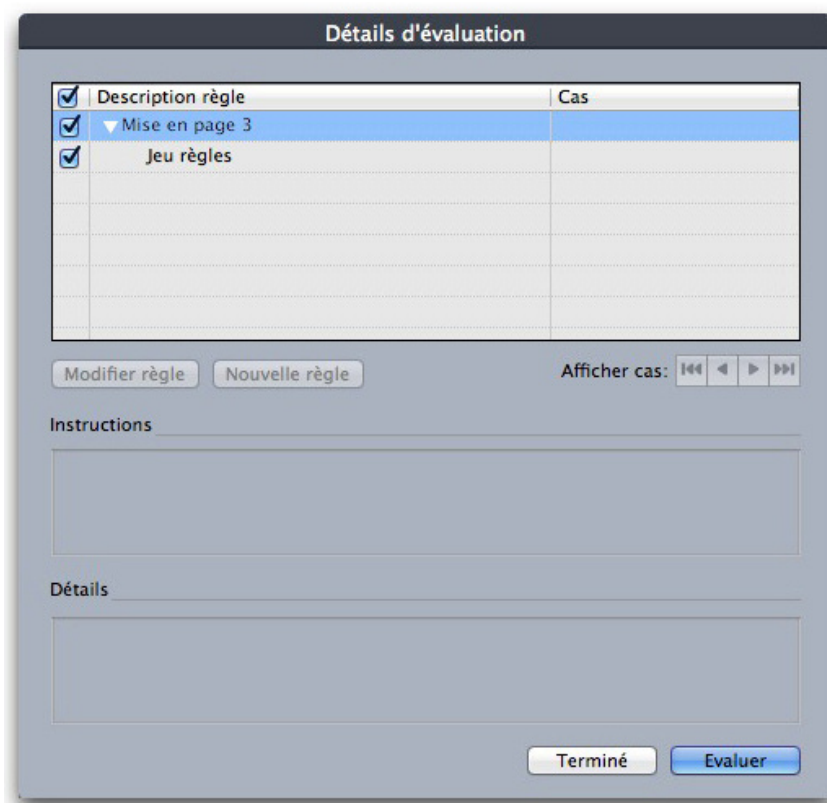 Détails d'évaluation
Description règle Cas
Mise en page 3
Jeu règles
Modifier règle Nouvelle règle Afficher cas:
Instructions
Détails
Terminé Evaluer